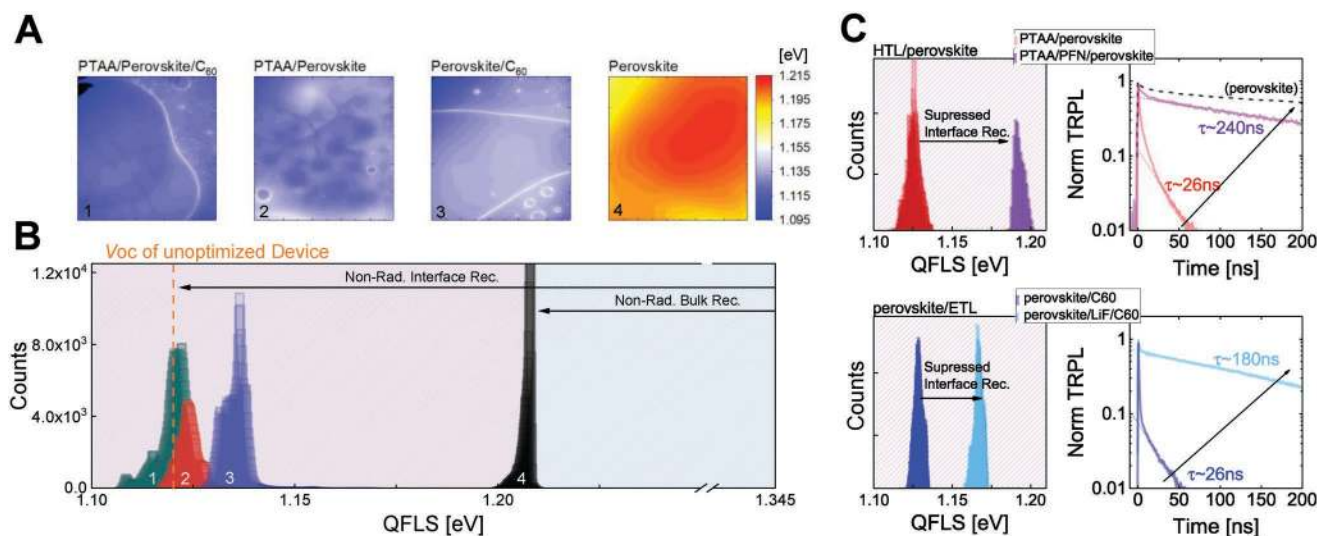 A
PTAA/Perovskite/C60
PTAA/Perovskite
Perovskite/C60
Perovskite
[eV]
1.215
1.195
1.175
1.155
1.135
1.115
1.095
1
2
3
4
B
Voc of unoptimized Device
Non-Rad. Interface Rec.
Non-Rad. Bulk Rec.
1.2x10³
8.0x10³
4.0x10³
0.0
Counts
1
2
3
4
1.10
1.15
1.20
1.345
QFLS [eV]
C
HTL/perovskite
PTAA/perovskite
PTAA/PFN/perovskite
Supressed
Interface Rec.
Counts
1.10
1.15
1.20
QFLS [eV]
(perovskite)
τ~240ns
τ~26ns
Norm TRPL
1
0.1
0.01
0
50
100
150
200
Time [ns]
perovskite/ETL
perovskite/C60
perovskite/LiF/C60
Supressed
Interface Rec.
Counts
1.10
1.15
1.20
QFLS [eV]
τ~180ns
τ~26ns
Norm TRPL
1
0.1
0.01
0
50
100
150
200
Time [ns]